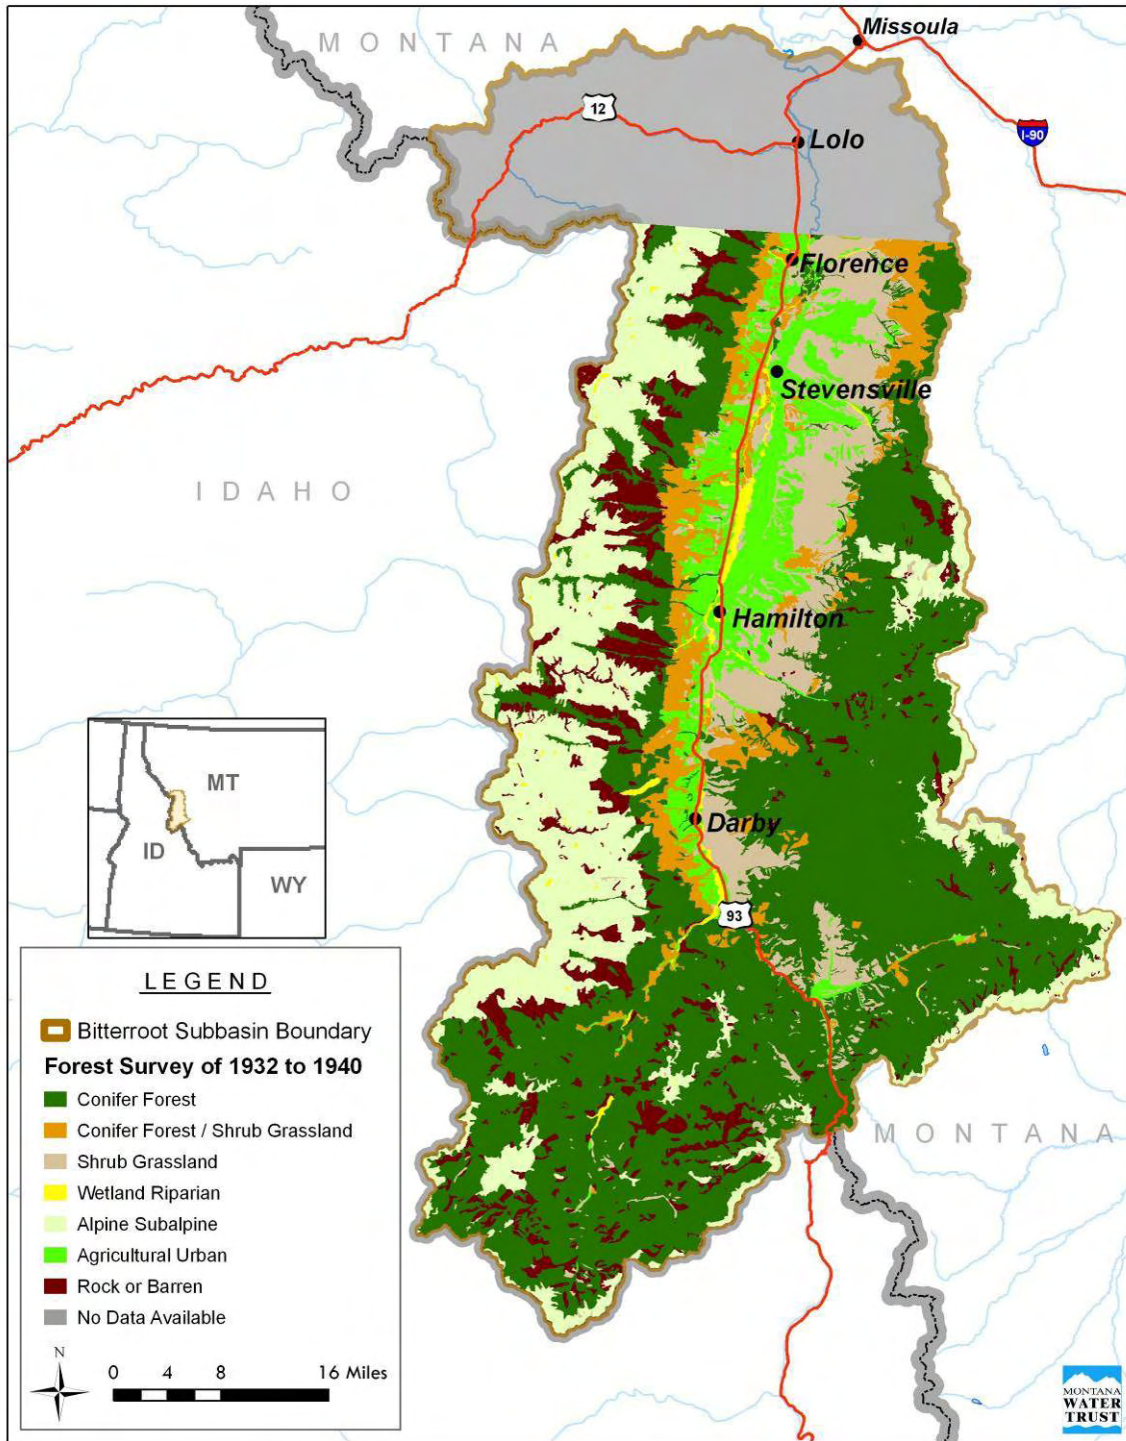 Missoula
MONTANA
12
I-90
Lolo
Florence
Stevensville
IDAHO
Hamilton
MT
ID
WY
Darby
93
LEGEND
Bitterroot Subbasin Boundary
Forest Survey of 1932 to 1940
Conifer Forest
Conifer Forest / Shrub Grassland
Shrub Grassland
Wetland Riparian
Alpine Subalpine
Agricultural Urban
Rock or Barren
No Data Available
MONTANA
N
0 4 8 16 Miles
MONTANA
WATER
TRUST